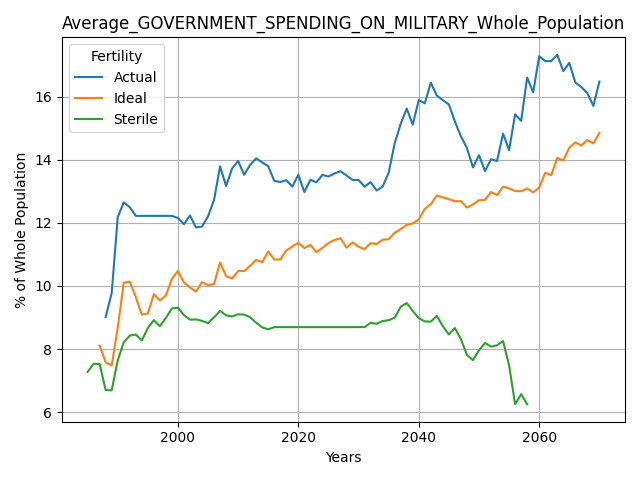 Average_GOVERNMENT_SPENDING_ON_MILITARY_Whole_Population
Fertility
Actual
Ideal
Sterile
% of Whole Population
16
14
12
10
8
6
2000
2020
2040
2060
Years